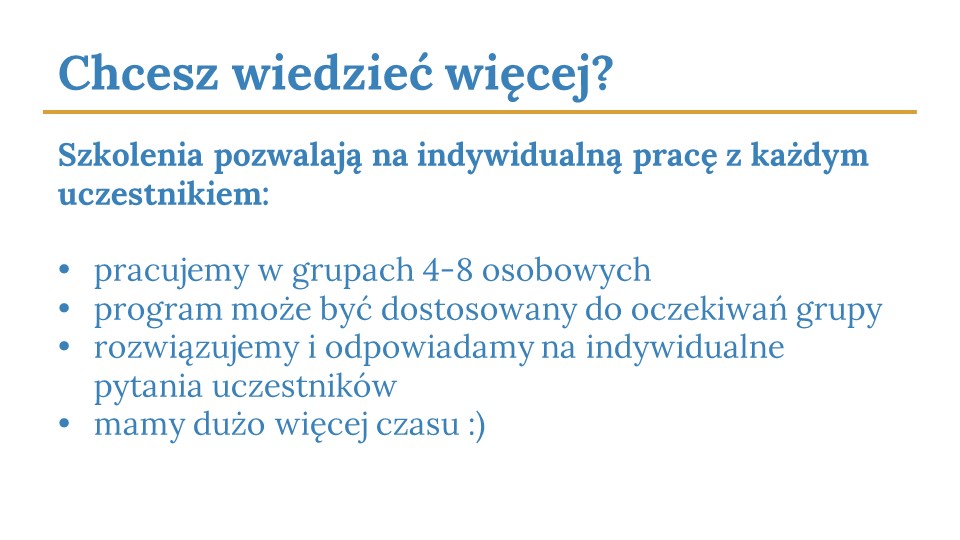 Chcesz wiedzieć więcej?
Szkolenia pozwalają na indywidualną pracę z każdym
uczestnikiem:
• pracujemy w grupach 4-8 osobowych
• program może być dostosowany do oczekiwań grupy
• rozwiązujemy i odpowiadamy na indywidualne
pytania uczestników
• mamy dużo więcej czasu :)